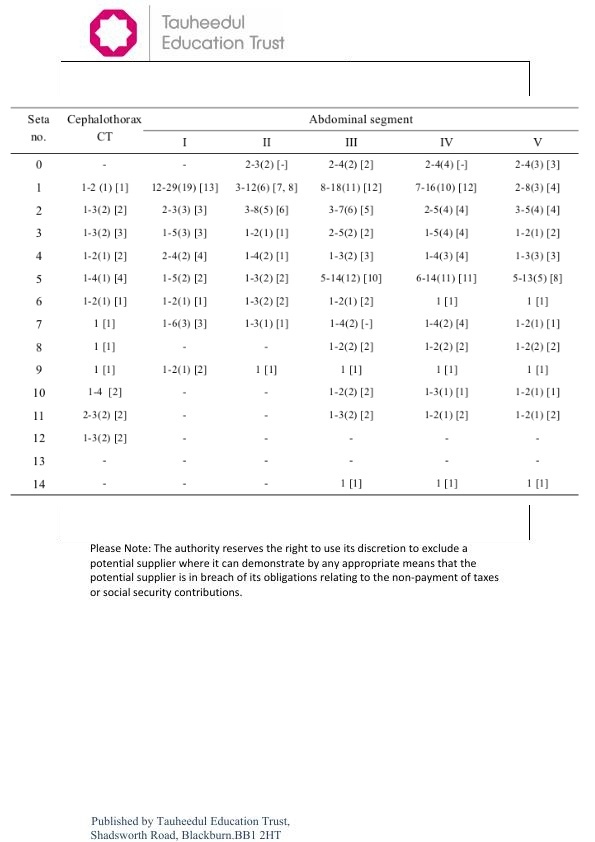 Tauheedul
Education Trust
Seta Cephalothorax Abdominal segment
no. CT I II III IV V
0 - - 2-3(2) [-] 2-4(2) [2] 2-4(4) [-] 2-4(3) [3]
1 1-2 (1) [1] 12-29(19) [13] 3-12(6) [7, 8] 8-18(11) [12] 7-16(10) [12] 2-8(3) [4]
2 1-3(2) [2] 2-3(3) [3] 3-8(5) [6] 3-7(6) [5] 2-5(4) [4] 3-5(4) [4]
3 1-3(2) [3] 1-5(3) [3] 1-2(1) [1] 2-5(2) [2] 1-5(4) [4] 1-2(1) [2]
4 1-2(1) [2] 2-4(2) [4] 1-4(2) [1] 1-3(2) [3] 1-4(3) [4] 1-3(3) [3]
5 1-4(1) [4] 1-5(2) [2] 1-3(2) [2] 5-14(12) [10] 6-14(11) [11] 5-13(5) [8]
6 1-2(1) [1] 1-2(1) [1] 1-3(2) [2] 1-2(1) [2] 1 [1] 1 [1]
7 1 [1] 1-6(3) [3] 1-3(1) [1] 1-4(2) [-] 1-4(2) [4] 1-2(1) [1]
8 1 [1] - - 1-2(2) [2] 1-2(2) [2] 1-2(2) [2]
9 1 [1] 1-2(1) [2] 1 [1] 1 [1] 1 [1] 1 [1]
10 1-4 [2] - - 1-2(2) [2] 1-3(1) [1] 1-2(1) [1]
11 2-3(2) [2] - - 1-3(2) [2] 1-2(1) [2] 1-2(1) [2]
12 1-3(2) [2] - - - - -
13 - - - - - -
14 - - - 1 [1] 1 [1] 1 [1]
Please Note: The authority reserves the right to use its discretion to exclude a
potential supplier where it can demonstrate by any appropriate means that the
potential supplier is in breach of its obligations relating to the non-payment of taxes
or social security contributions.
Published by Tauheedul Education Trust,
Shadsworth Road, Blackburn.BB1 2HT